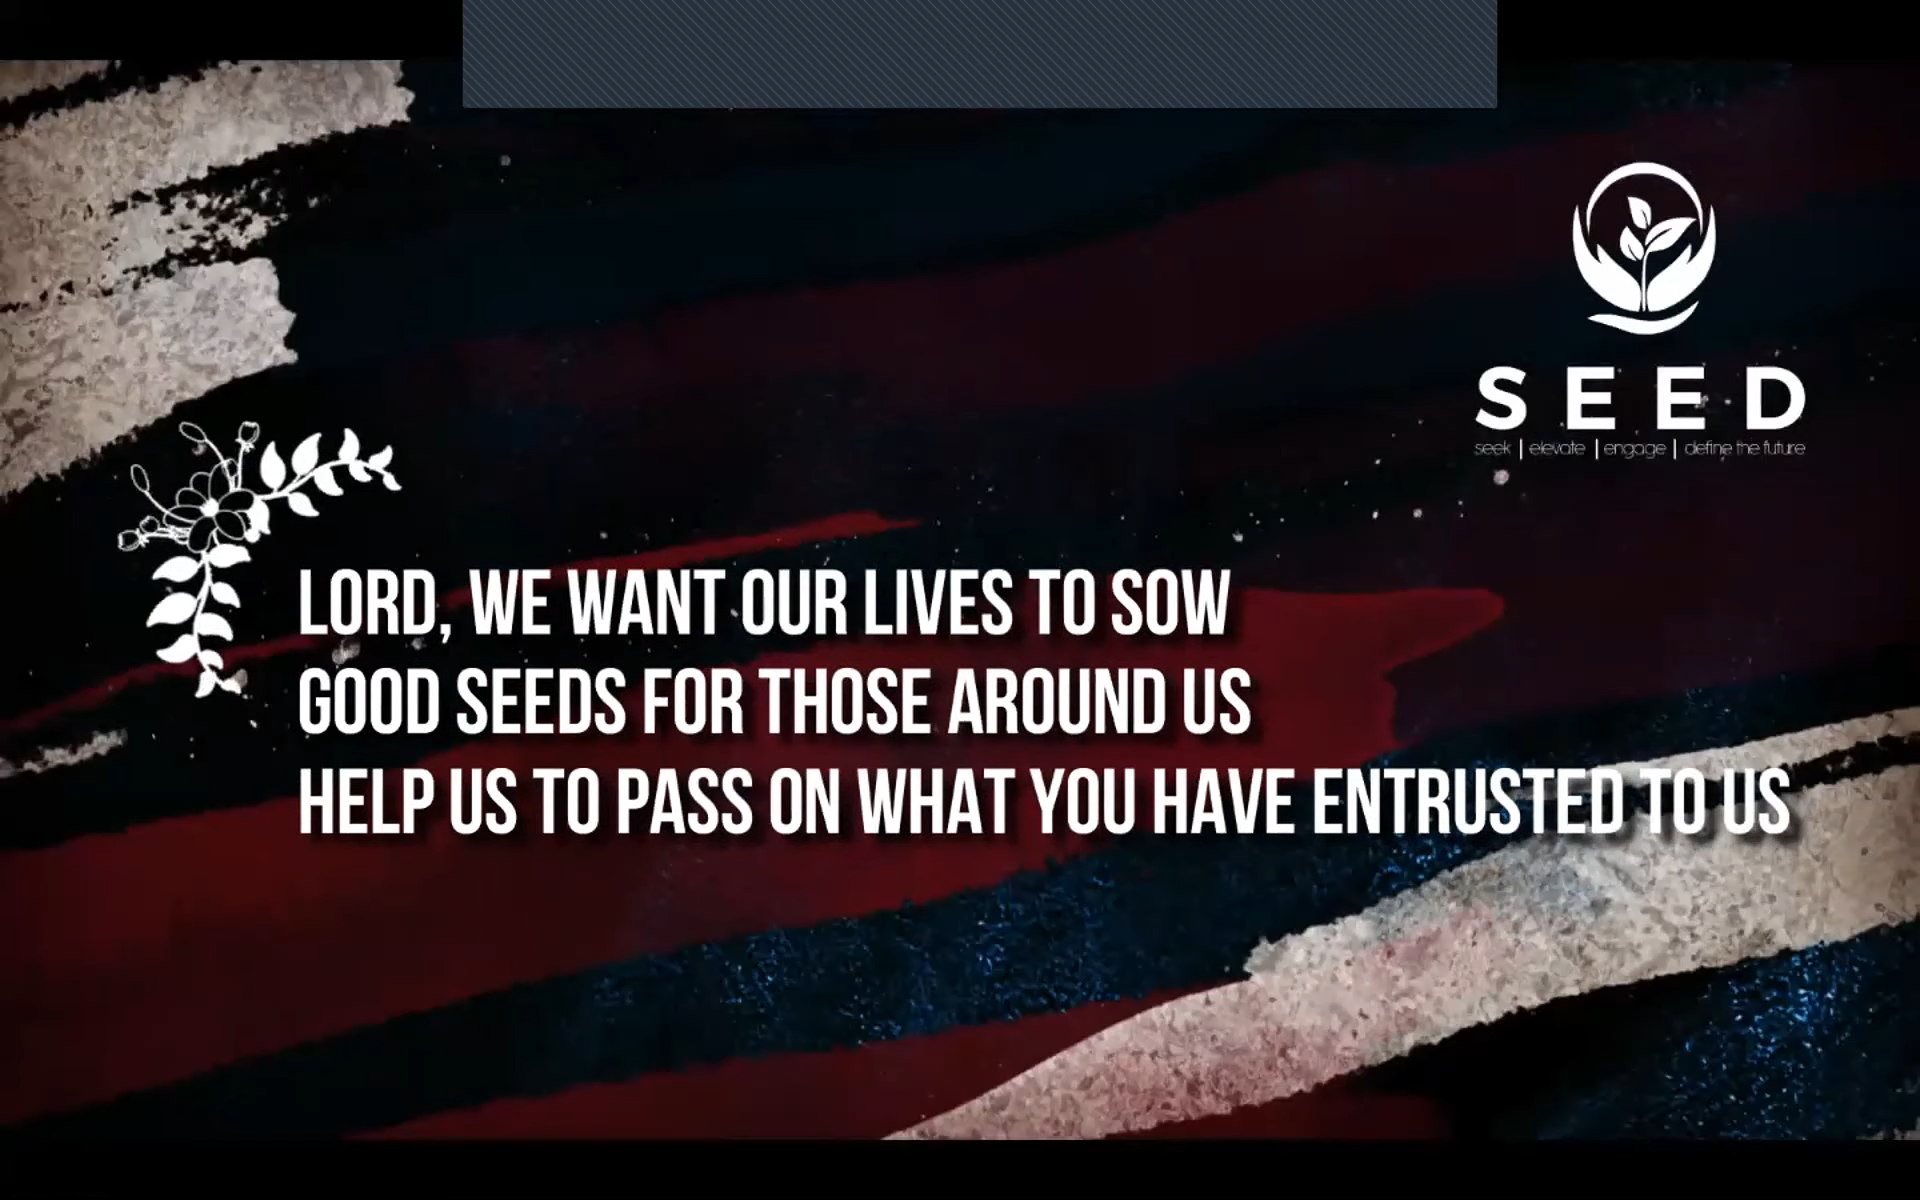 SEED
seek | elevate | engage | define the future
LORD, WE WANT OUR LIVES TO SOW
GOOD SEEDS FOR THOSE AROUND US
HELP US TO PASS ON WHAT YOU HAVE ENTRUSTED TO US